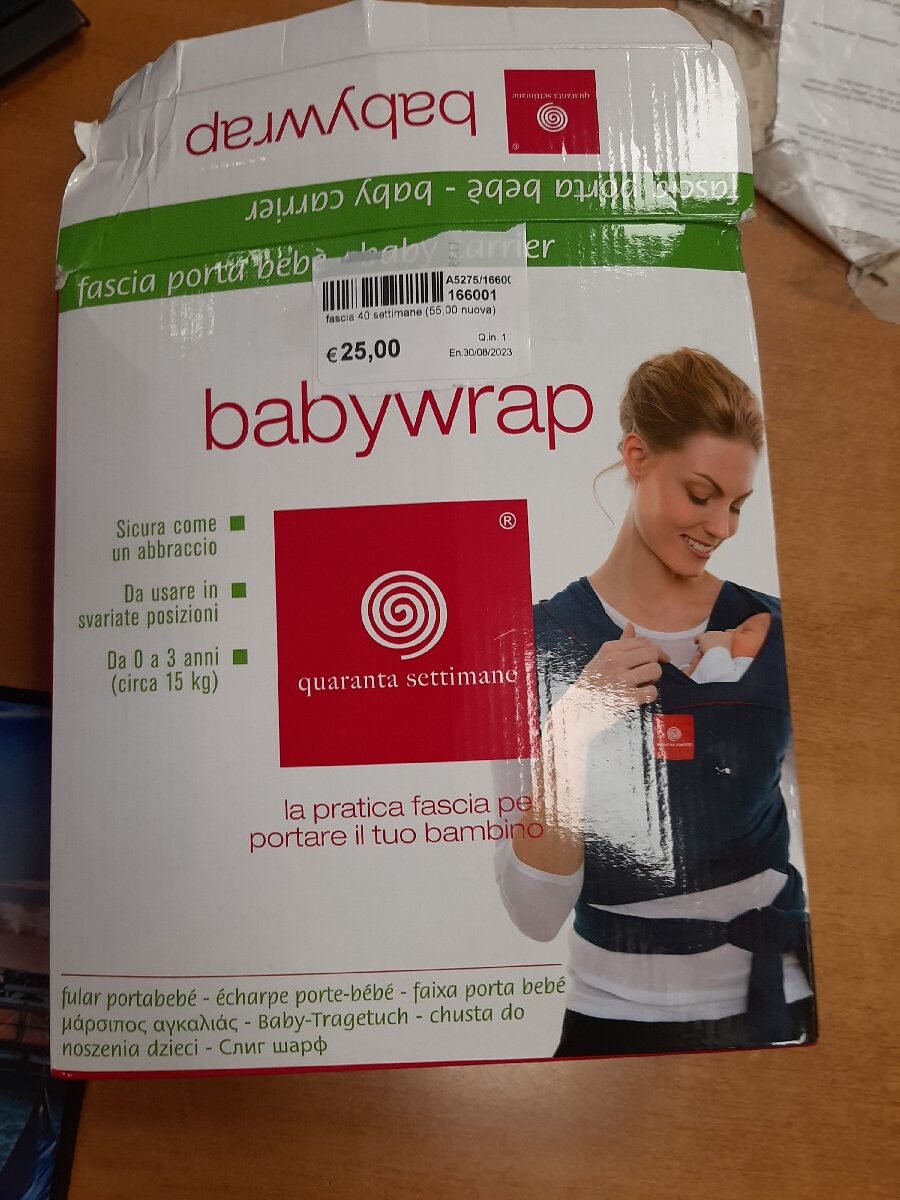 babywrap
quaranta settimane
®
fascia porta bebè - baby carrier
fascia porta bebè - baby carrier
A5275/16600
166001
fascia 40 settimane (55,00 nuova)
€25,00
Q.in. 1
En.30/08/2023
babywrap
Sicura come
un abbraccio
Da usare in
svariate posizioni
Da 0 a 3 anni
(circa 15 kg)
®
quaranta settimane
la pratica fascia pe
portare il tuo bambino
fular portabebé - écharpe porte-bébé - faixa porta bebé
μάρσιπος αγκαλιάς - Baby-Tragetuch - chusta do
noszenia dzieci - Слиг шарф